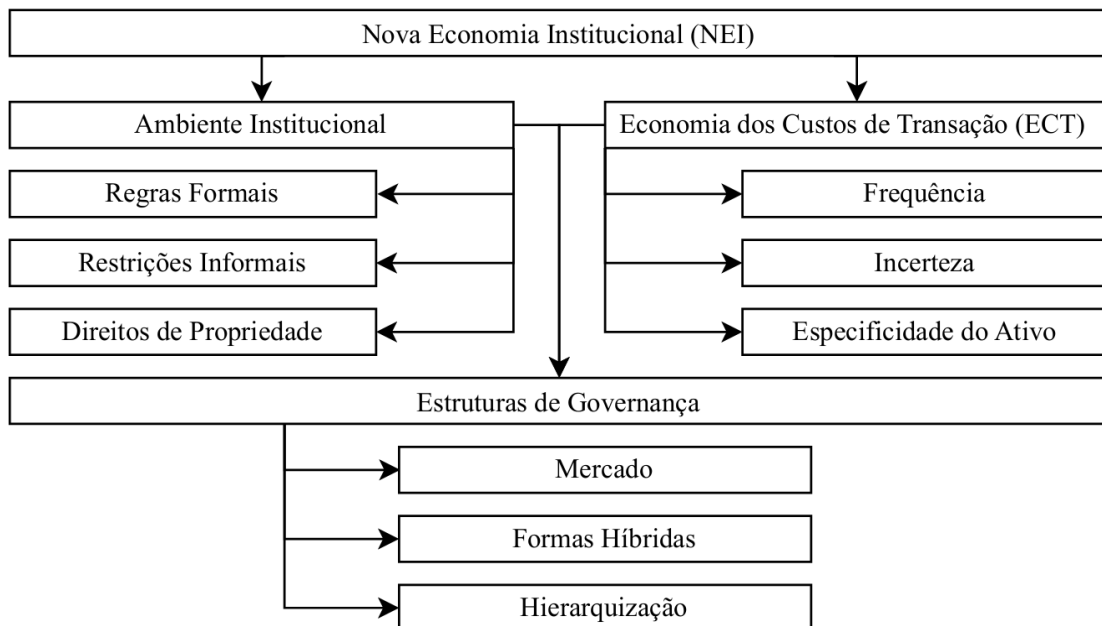 Nova Economia Institucional (NEI)
Ambiente Institucional
Economia dos Custos de Transação (ECT)
Regras Formais
Frequência
Restrições Informais
Incerteza
Direitos de Propriedade
Especificidade do Ativo
Estruturas de Governança
Mercado
Formas Híbridas
Hierarquização